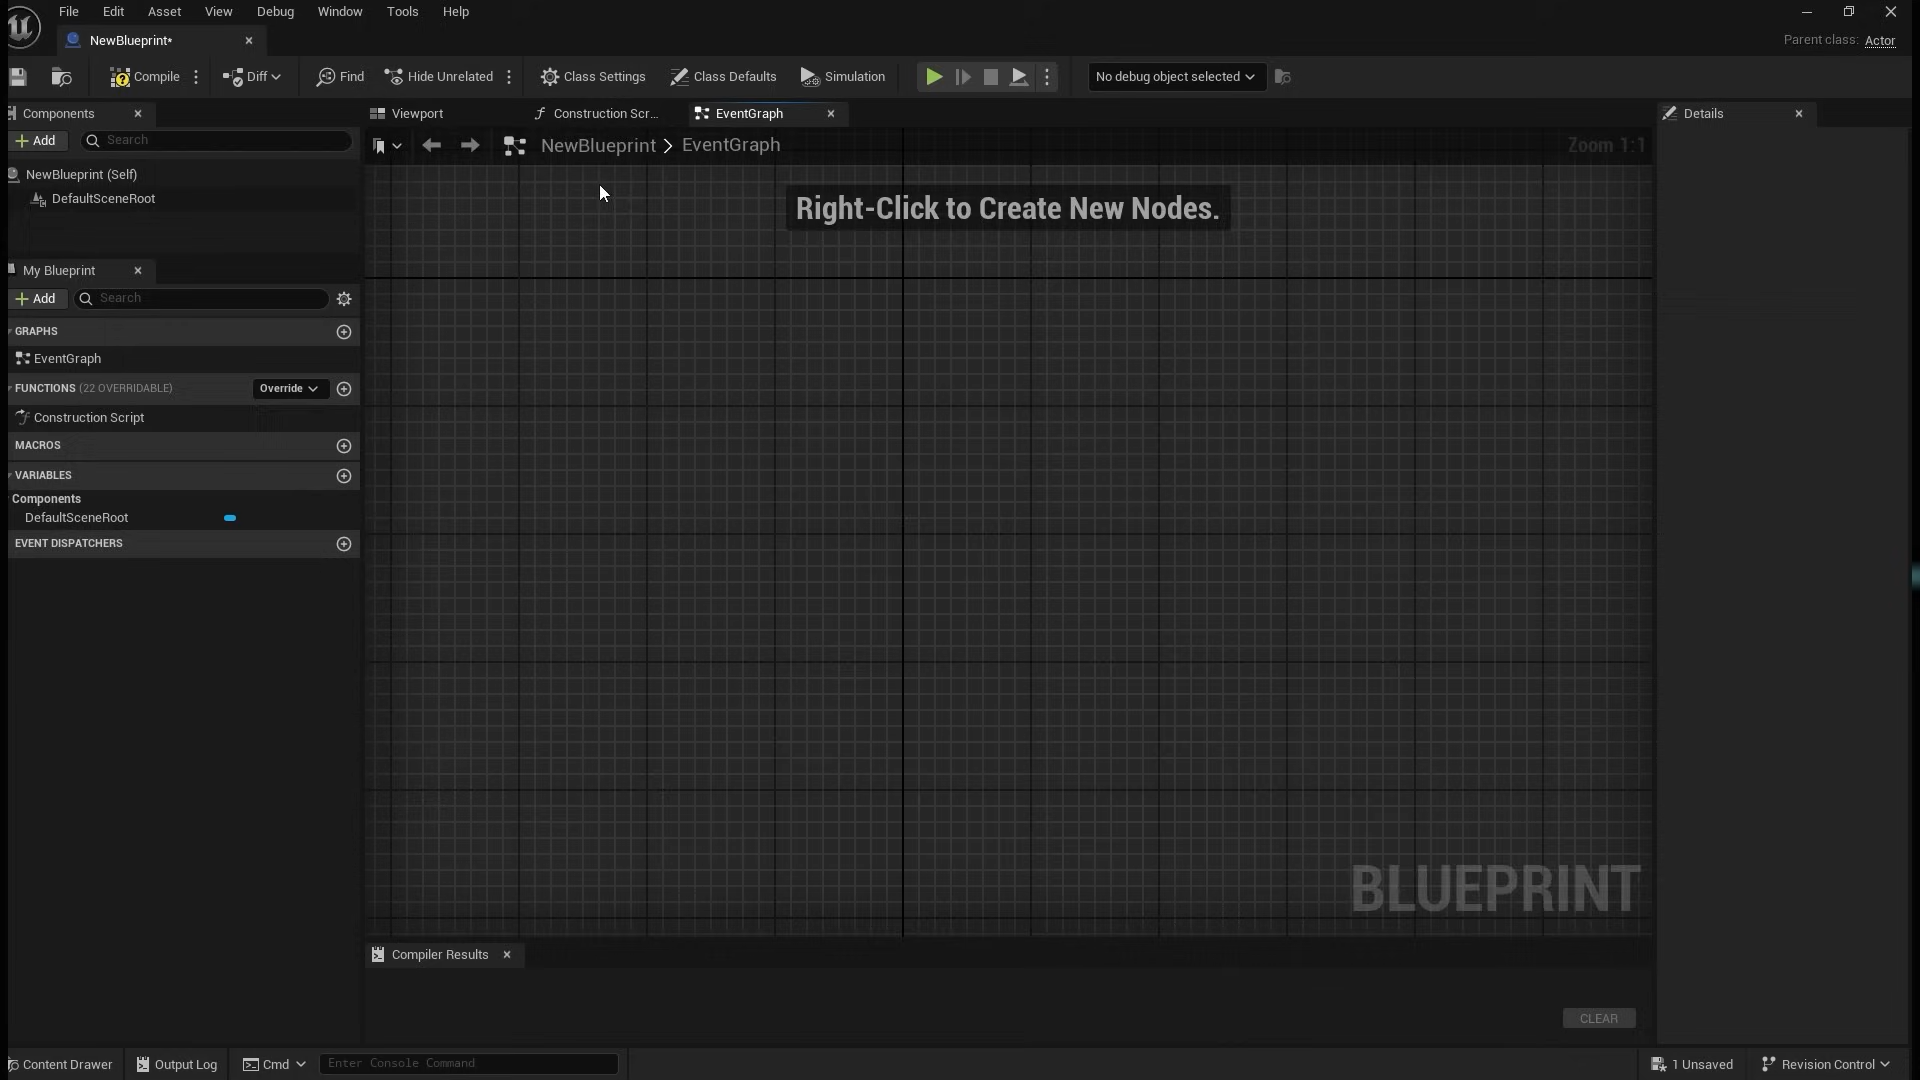 File Edit Asset View Debug Window Tools Help
NewBlueprint*
Parent class: Actor
Compile Diff Find Hide Unrelated Class Settings Class Defaults Simulation No debug object selected
Components Viewport Construction Scr... EventGraph Details
Add Search
NewBlueprint > EventGraph Zoom 1:1
NewBlueprint (Self)
DefaultSceneRoot
Right-Click to Create New Nodes.
My Blueprint
Add Search
GRAPHS
EventGraph
FUNCTIONS (22 OVERRIDABLE) Override
Construction Script
MACROS
VARIABLES
Components
DefaultSceneRoot
EVENT DISPATCHERS
BLUEPRINT
Compiler Results
CLEAR
Content Drawer Output Log Cmd Enter Console Command 1 Unsaved Revision Control